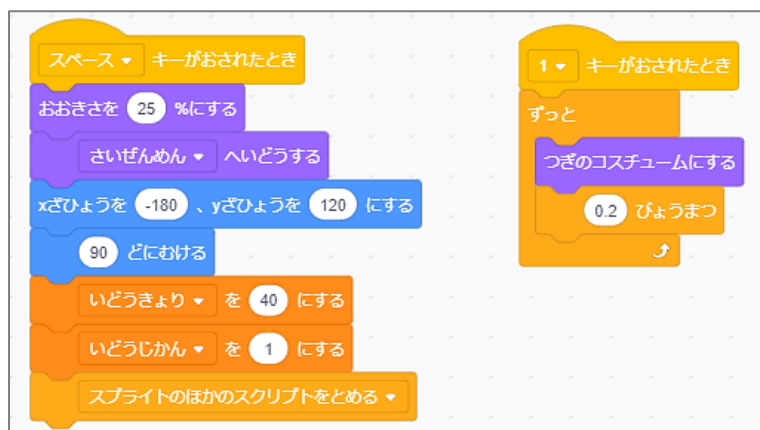 スペース キーがおされたとき
おおきさを 25 %にする
さいぜんめん へいどうする
xざひょうを -180 、yざひょうを 120 にする
90 どにむける
いどうきょり を 40 にする
いどうじかん を 1 にする
スプライトのほかのスクリプトをとめる
1 キーがおされたとき
ずっと
つぎのコスチュームにする
0.2 びょうまつ